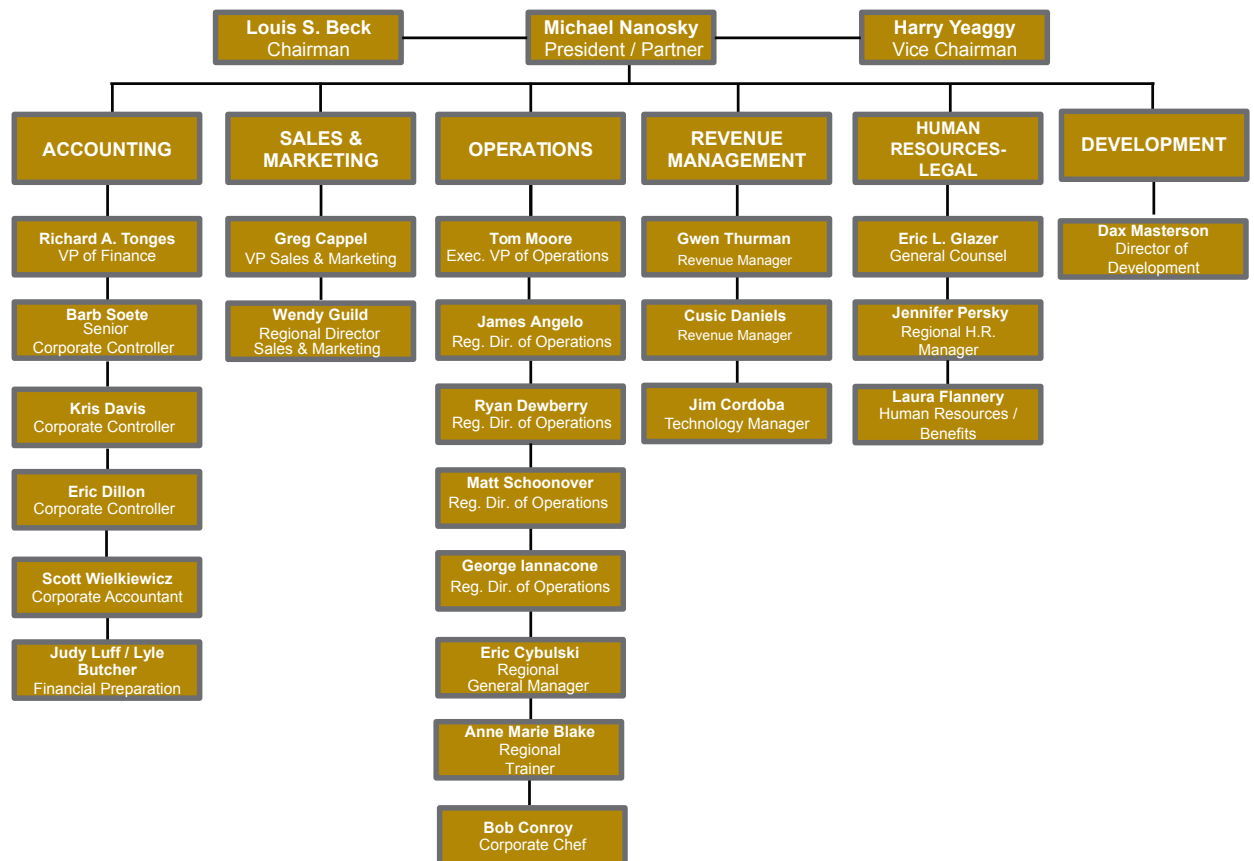 Louis S. Beck
Chairman
Michael Nanosky
President / Partner
Harry Yeaggy
Vice Chairman
ACCOUNTING
Richard A. Tonges
VP of Finance
Barb Soete
Senior
Corporate Controller
Kris Davis
Corporate Controller
Eric Dillon
Corporate Controller
Scott Wielkiewicz
Corporate Accountant
Judy Luff / Lyle
Butcher
Financial Preparation
SALES &
MARKETING
Greg Cappel
VP Sales & Marketing
Wendy Guild
Regional Director
Sales & Marketing
OPERATIONS
Tom Moore
Exec. VP of Operations
James Angelo
Reg. Dir. of Operations
Ryan Dewberry
Reg. Dir. of Operations
Matt Schoonover
Reg. Dir. of Operations
George Iannacone
Reg. Dir. of Operations
Eric Cybulski
Regional
General Manager
Anne Marie Blake
Regional
Trainer
Bob Conroy
Corporate Chef
REVENUE
MANAGEMENT
Gwen Thurman
Revenue Manager
Cusic Daniels
Revenue Manager
Jim Cordoba
Technology Manager
HUMAN
RESOURCES-
LEGAL
Eric L. Glazer
General Counsel
Jennifer Persky
Regional H.R.
Manager
Laura Flannery
Human Resources /
Benefits
DEVELOPMENT
Dax Masterson
Director of
Development